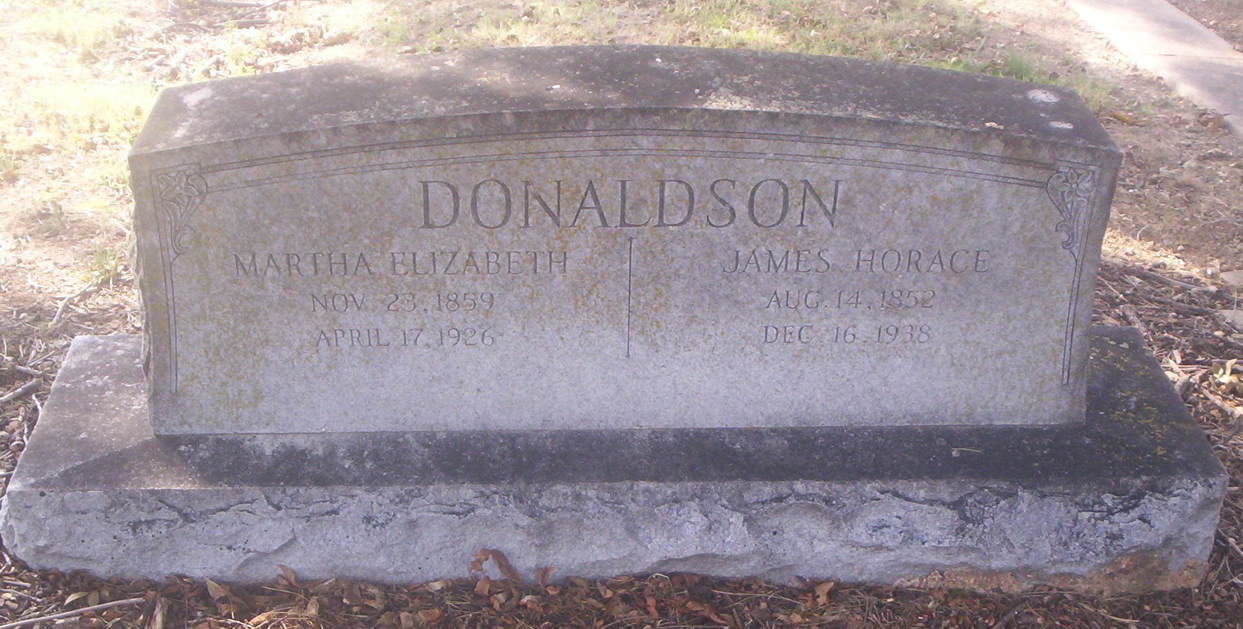 DONALDSON
MARTHA ELIZABETH
NOV. 23, 1859
APRIL 17, 1926
JAMES HORACE
AUG. 14, 1852
DEC. 16, 1938